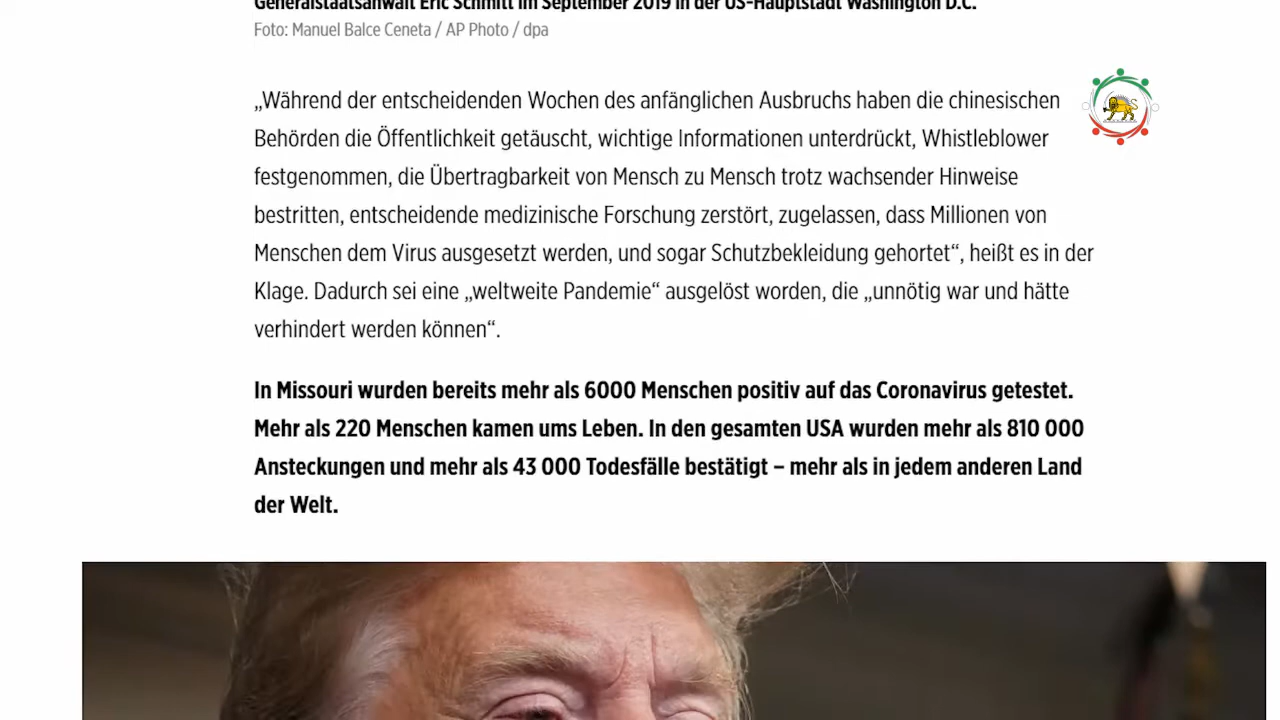 Generalstaatsanwalt Eric Schmitt im September 2019 in der US-Hauptstadt Washington D.C.
Foto: Manuel Balce Ceneta / AP Photo / dpa
„Während der entscheidenden Wochen des anfänglichen Ausbruchs haben die chinesischen
Behörden die Öffentlichkeit getäuscht, wichtige Informationen unterdrückt, Whistleblower
festgenommen, die Übertragbarkeit von Mensch zu Mensch trotz wachsender Hinweise
bestritten, entscheidende medizinische Forschung zerstört, zugelassen, dass Millionen von
Menschen dem Virus ausgesetzt werden, und sogar Schutzbekleidung gehortet“, heißt es in der
Klage. Dadurch sei eine „weltweite Pandemie“ ausgelöst worden, die „unnötig war und hätte
verhindert werden können“.
In Missouri wurden bereits mehr als 6000 Menschen positiv auf das Coronavirus getestet.
Mehr als 220 Menschen kamen ums Leben. In den gesamten USA wurden mehr als 810 000
Ansteckungen und mehr als 43 000 Todesfälle bestätigt – mehr als in jedem anderen Land
der Welt.